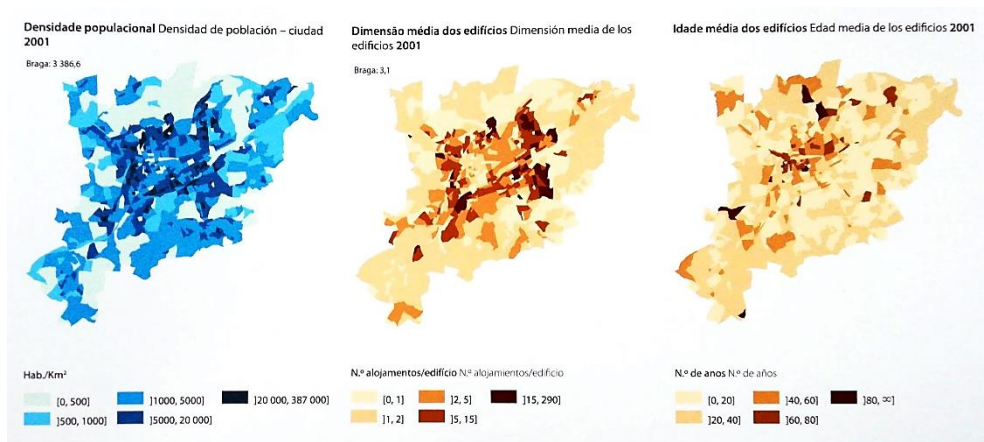 Densidade populacional Densidad de población – ciudad
2001
Braga: 3 386,6
Hab./Km²
[0, 500]
]500, 1000]
]1000, 5000]
]5000, 20 000]
]20 000, 387 000]
Dimensão média dos edifícios Dimensión media de los
edificios 2001
Braga: 3,1
N.º alojamentos/edifício N.º alojamientos/edificio
[0, 1]
]1, 2]
]2, 5]
]5, 15]
]15, 290]
Idade média dos edifícios Edad media de los edificios 2001
N.º de anos N.º de años
[0, 20]
]20, 40]
]40, 60]
]60, 80]
]80, ∞]